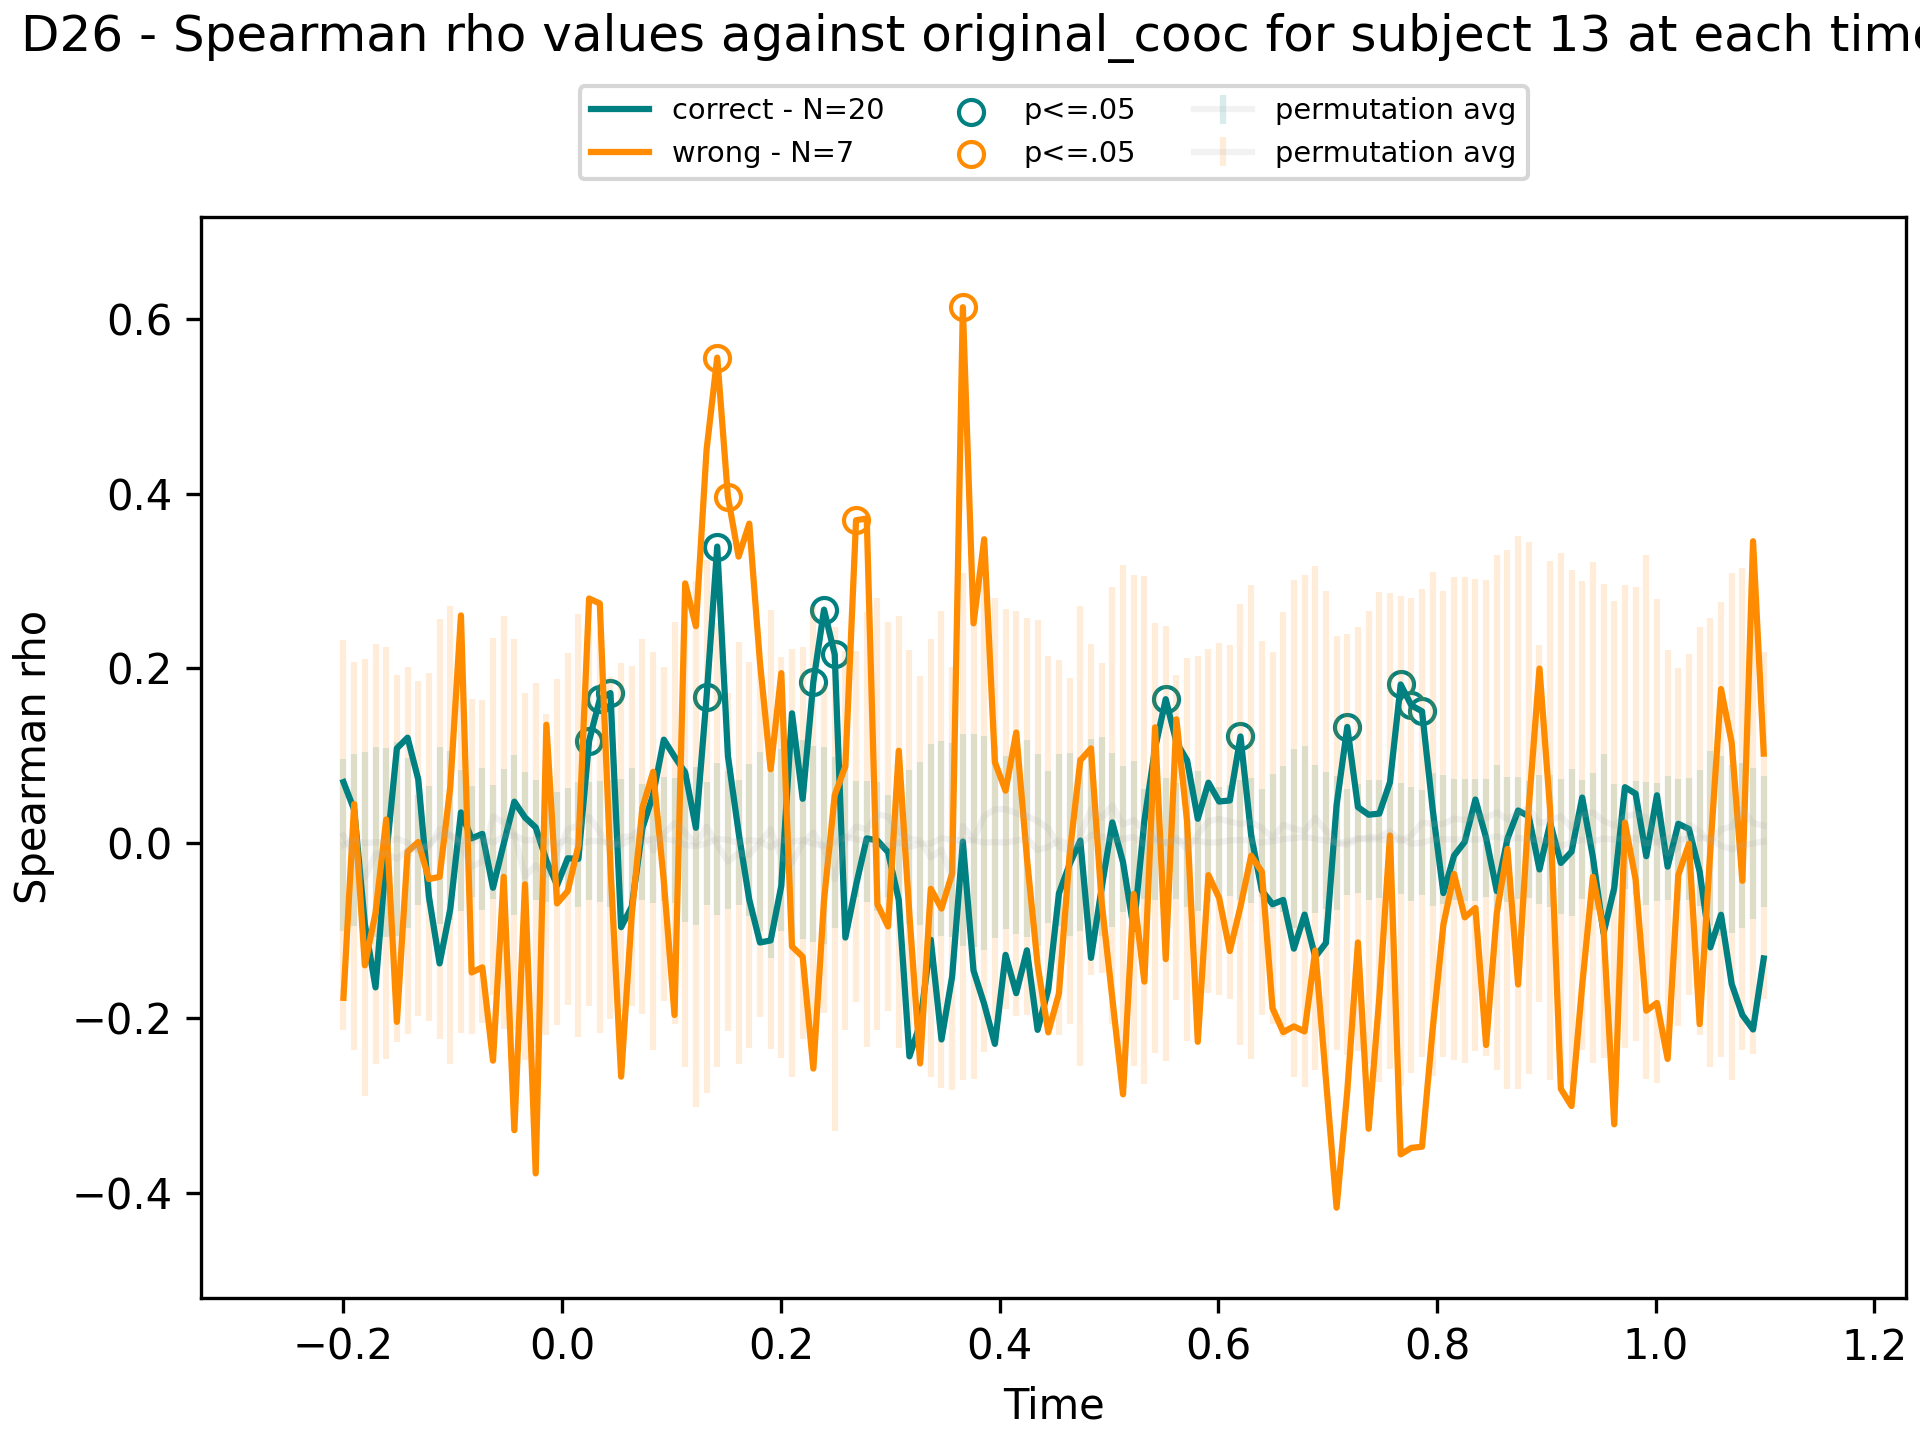 D26 - Spearman rho values against original_cooc for subject 13 at each time
correct - N=20
wrong - N=7
p<=.05
p<=.05
permutation avg
permutation avg
Spearman rho
0.6
0.4
0.2
0.0
−0.2
−0.4
−0.2 0.0 0.2 0.4 0.6 0.8 1.0 1.2
Time